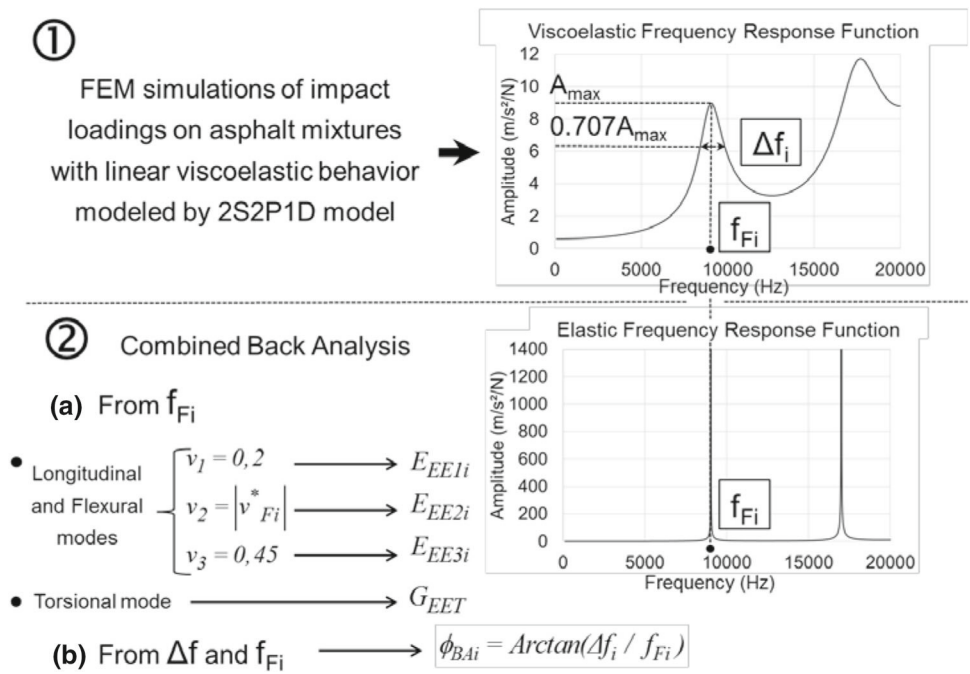 ①
FEM simulations of impact
loadings on asphalt mixtures
with linear viscoelastic behavior
modeled by 2S2P1D model
Viscoelastic Frequency Response Function
Amplitude (m/s²/N)
12
10
8
6
4
2
0
A_max
0.707A_max
Δf_i
f_Fi
0 5000 10000 15000 20000
Frequency (Hz)
② Combined Back Analysis
(a) From f_Fi
• Longitudinal
and Flexural
modes
ν_1 = 0,2 → E_EE1i
ν_2 = |ν*_Fi| → E_EE2i
ν_3 = 0,45 → E_EE3i
• Torsional mode → G_EET
(b) From Δf and f_Fi → ϕ_BAi = Arctan(Δf_i / f_Fi)
Elastic Frequency Response Function
Amplitude (m/s²/N)
1400
1200
1000
800
600
400
200
0
f_Fi
0 5000 10000 15000 20000
Frequency (Hz)